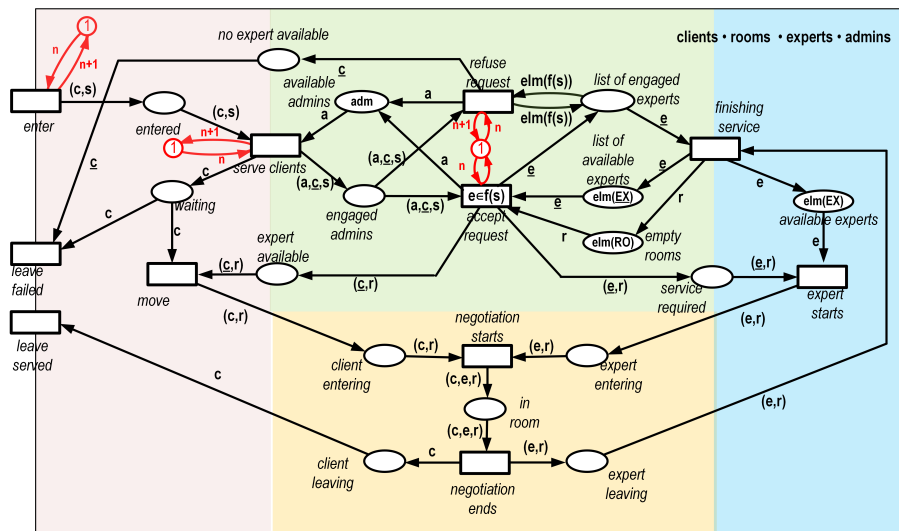 clients • rooms • experts • admins
1
n
n+1
enter
(c,s)
entered
(c,s)
no expert available
c
available
admins
adm
a
a
refuse
request
elm(f(s))
elm(f(s))
list of engaged
experts
e
finishing
service
n+1
1
n
serve clients
n+1
n
1
n
a
e
list of
available
experts
elm(EX)
e
e
r
e
elm(EX)
available experts
c
c
waiting
c
c
(a,c,s)
(a,c,s)
engaged
admins
(a,c,s)
e∈f(s)
accept
request
r
elm(RO)
empty
rooms
e
leave
failed
move
(c,r)
expert
available
(c,r)
(e,r)
service
required
(e,r)
expert
starts
leave
served
(c,r)
negotiation
starts
(e,r)
client
entering
(c,r)
(e,r)
expert
entering
(c,e,r)
in
room
(c,e,r)
c
(e,r)
client
leaving
c
(e,r)
expert
leaving
negotiation
ends